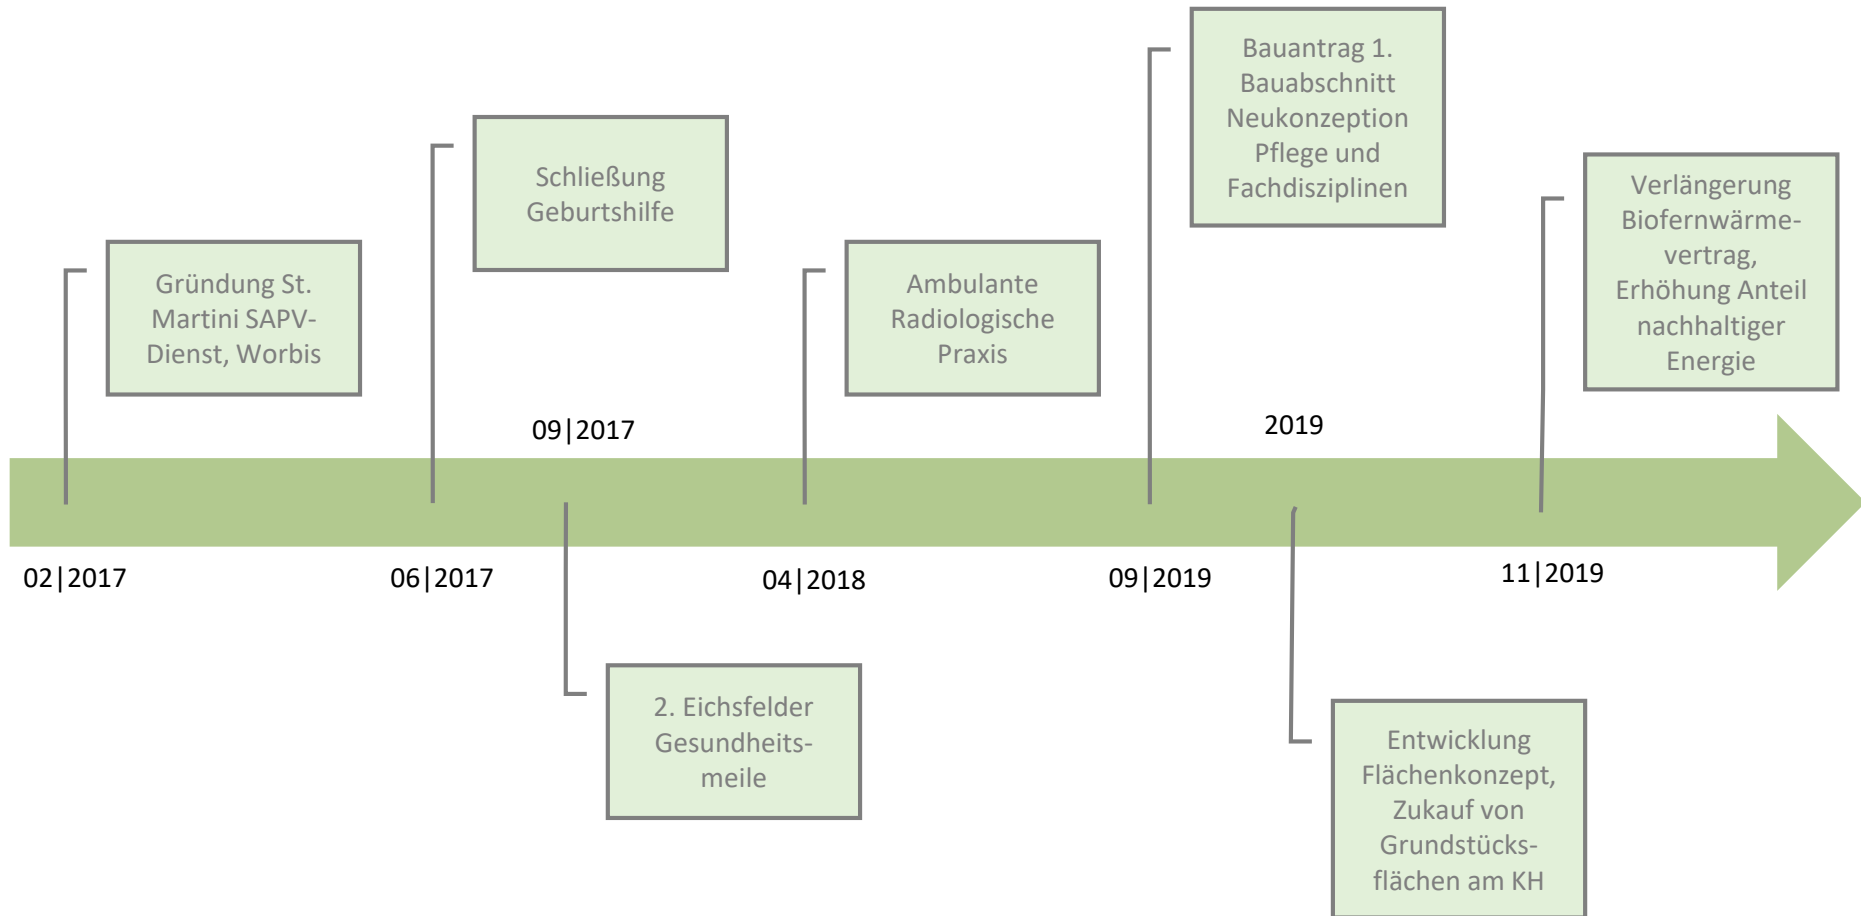 Gründung St.
Martini SAPV-
Dienst, Worbis
02|2017
Schließung
Geburtshilfe
06|2017
09|2017
2. Eichsfelder
Gesundheits-
meile
Ambulante
Radiologische
Praxis
04|2018
Bauantrag 1.
Bauabschnitt
Neukonzeption
Pflege und
Fachdisziplinen
09|2019
2019
Entwicklung
Flächenkonzept,
Zukauf von
Grundstücks-
flächen am KH
Verlängerung
Biofernwärme-
vertrag,
Erhöhung Anteil
nachhaltiger
Energie
11|2019